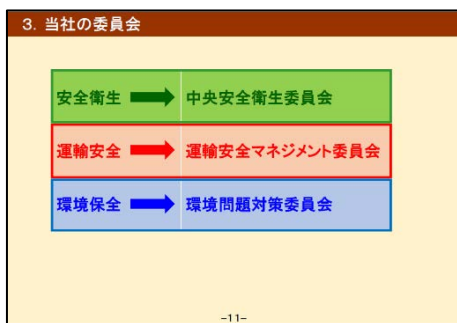 3. 当社の委員会
安全衛生 ➡ 中央安全衛生委員会
運輸安全 ➡ 運輸安全マネジメント委員会
環境保全 ➡ 環境問題対策委員会
-11-